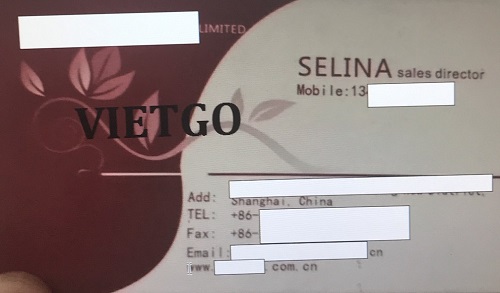 LIMITED
SELINA sales director
Mobile:13
VIETGO
Add:
Shanghai, China
TEL: +86-
Fax: +86-
Email: cn
www. .com.cn